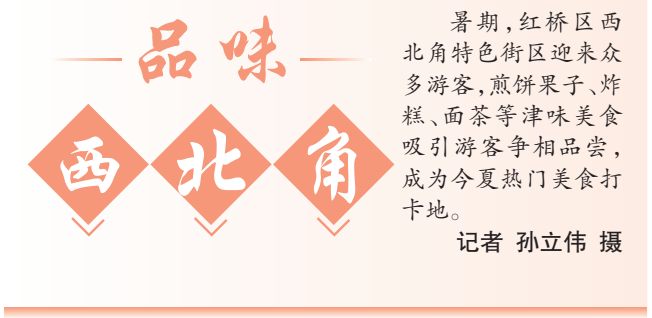 品味
西北角
暑期，红桥区西
北角特色街区迎来众
多游客，煎饼果子、炸
糕、面茶等津味美食
吸引游客争相品尝，
成为今夏热门美食打
卡地。
记者 孙立伟 摄